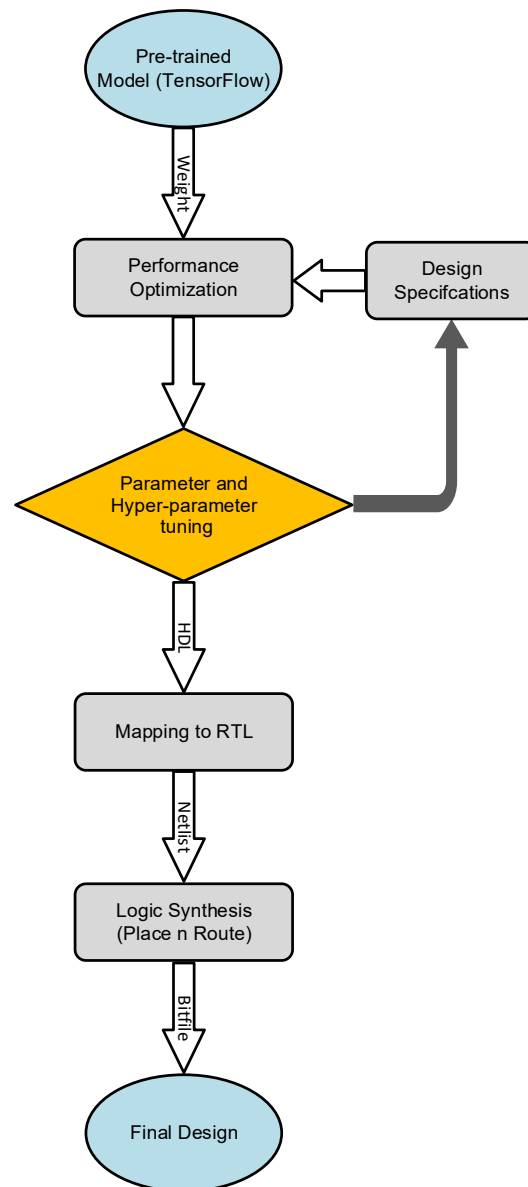 Pre-trained
Model (TensorFlow)
Weight
Performance
Optimization
Design
Specifcations
Parameter and
Hyper-parameter
tuning
HDL
Mapping to RTL
Netlist
Logic Synthesis
(Place n Route)
Bitfile
Final Design